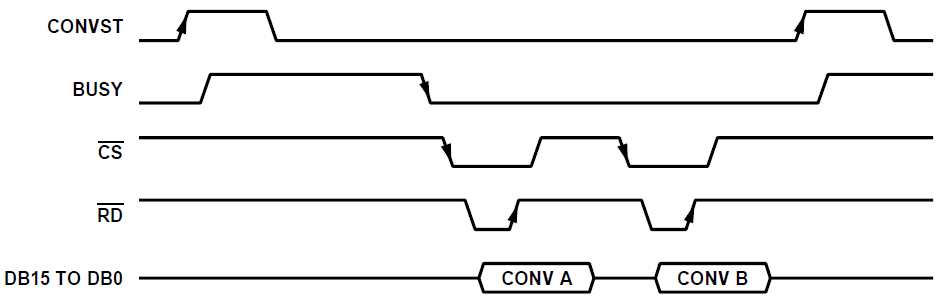 CONVST
BUSY
CS
RD
DB15 TO DB0
CONV A
CONV B